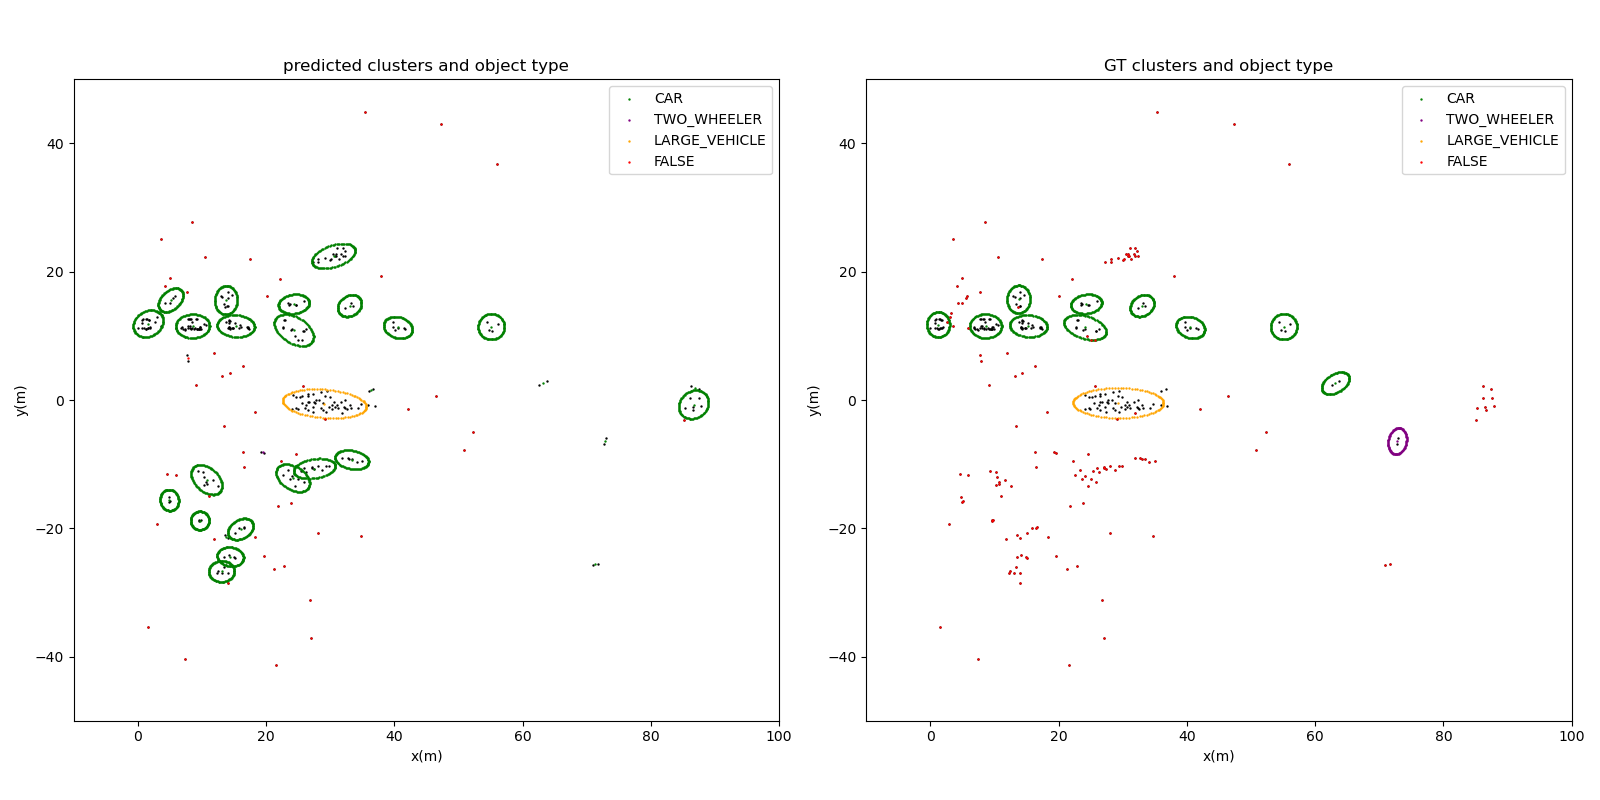 predicted clusters and object type
CAR
TWO_WHEELER
LARGE_VEHICLE
FALSE
40
20
0
−20
−40
y(m)
0 20 40 60 80 100
x(m)
GT clusters and object type
CAR
TWO_WHEELER
LARGE_VEHICLE
FALSE
40
20
0
−20
−40
y(m)
0 20 40 60 80 100
x(m)